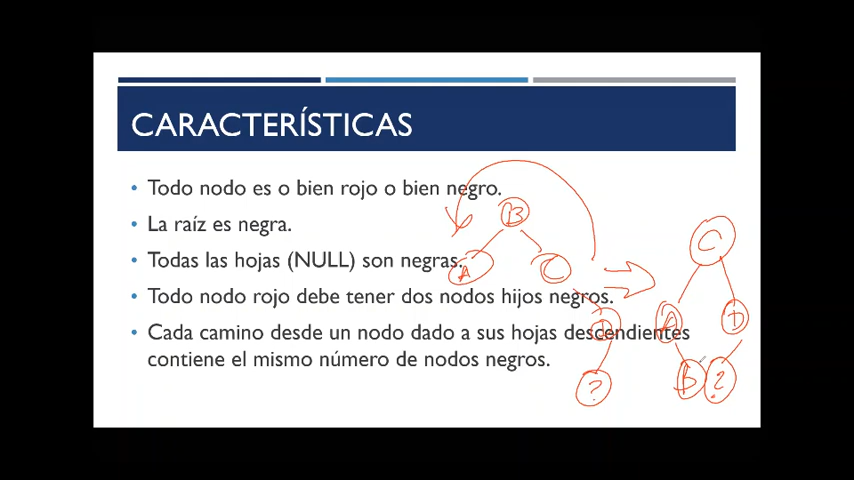 CARACTERÍSTICAS
• Todo nodo es o bien rojo o bien negro.
• La raíz es negra.
• Todas las hojas (NULL) son negras.
• Todo nodo rojo debe tener dos nodos hijos negros.
• Cada camino desde un nodo dado a sus hojas descendientes
contiene el mismo número de nodos negros.
B
A
C
D
?
C
A
D
B
?